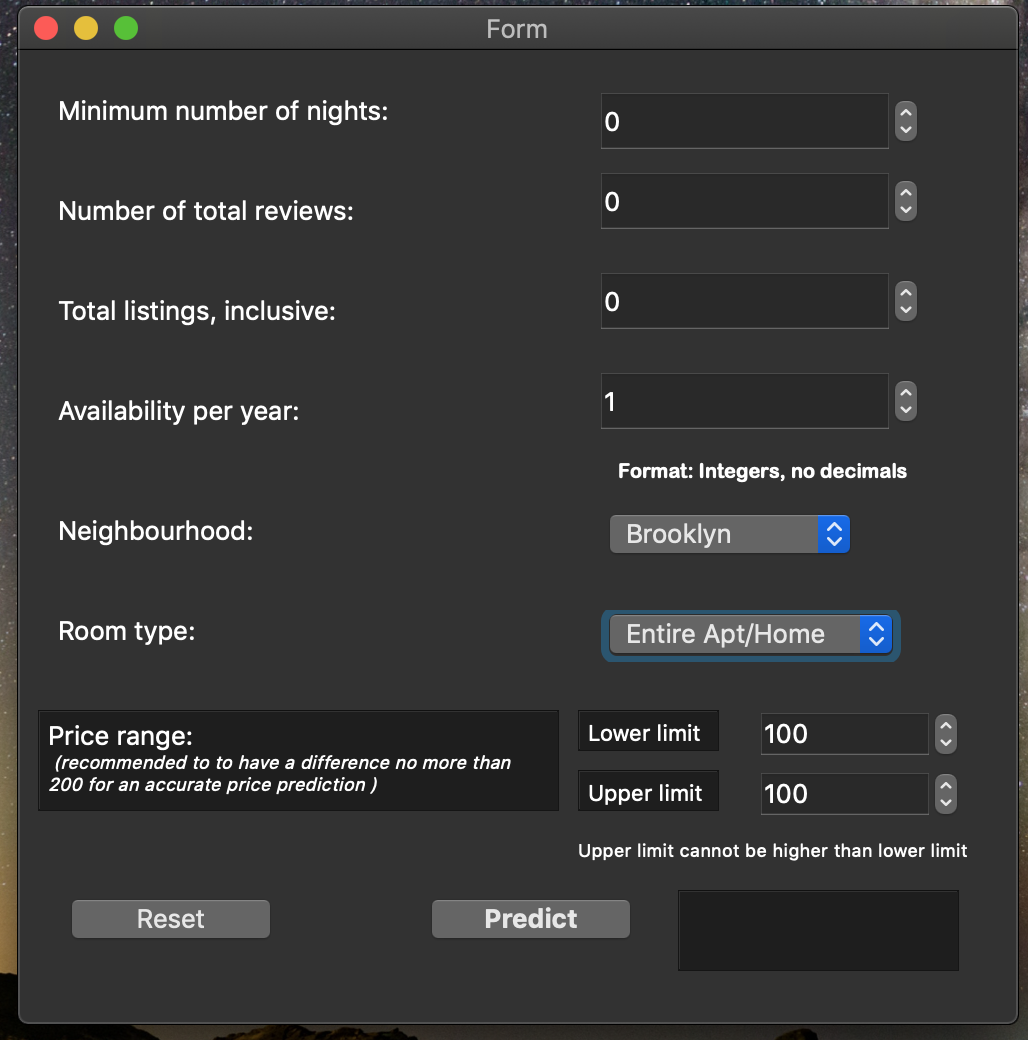 Form
Minimum number of nights:
0
Number of total reviews:
0
Total listings, inclusive:
0
Availability per year:
1
Format: Integers, no decimals
Neighbourhood:
Brooklyn
Room type:
Entire Apt/Home
Price range:
(recommended to to have a difference no more than
200 for an accurate price prediction )
Lower limit
100
Upper limit
100
Upper limit cannot be higher than lower limit
Reset
Predict